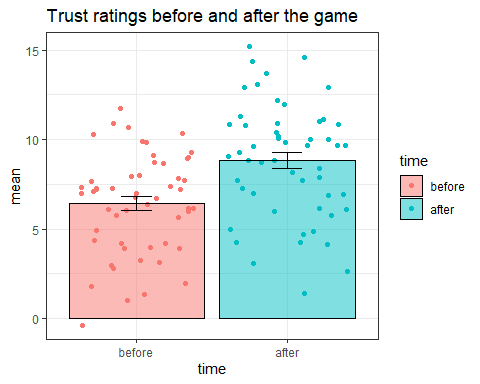 Trust ratings before and after the game
15
10
5
0
mean
before
after
time
time
before
after